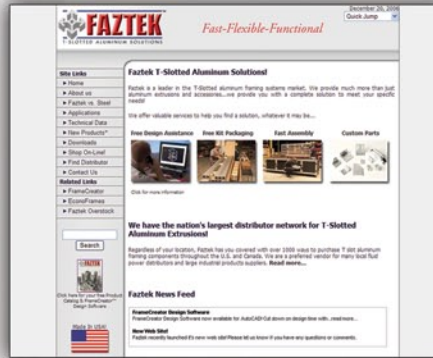 FAZTEK
T-SLOTTED ALUMINUM SOLUTIONS
Fast-Flexible-Functional
December 20, 2006
Quick Jump
Site Links
Home
About us
Faztek vs. Steel
Applications
Technical Data
New Products*
Downloads
Shop On-Line!
Find Distributor
Contact Us
Related Links
FrameCreator
EconoFrames
Faztek Overstock
Search
Click here for your free Product
Catalog & FrameCreator™
Design Software
Made In USA!
Faztek T-Slotted Aluminum Solutions!
Faztek is a leader in the T-Slotted aluminum framing systems market. We provide much more than just
aluminum extrusions and accessories...we provide you with a complete solution to meet your specific
needs!
We offer valuable services to help you find a solution, whatever it may be...
Free Design Assistance Free Kit Packaging Fast Assembly Custom Parts
Click for more information
We have the nation's largest distributor network for T-Slotted
Aluminum Extrusions!
Regardless of your location, Faztek has you covered with over 1000 ways to purchase T slot aluminum
framing components throughout the U.S. and Canada. We are a preferred vendor for many local fluid
power distributors and large industrial products suppliers. Read more...
Faztek News Feed
FrameCreator Design Software
FrameCreator Design Software now available for AutoCAD! Cut down on design time with...read more...
New Web Site!
Faztek recently launched it's new web site! Please let us know if you have any questions or comments.